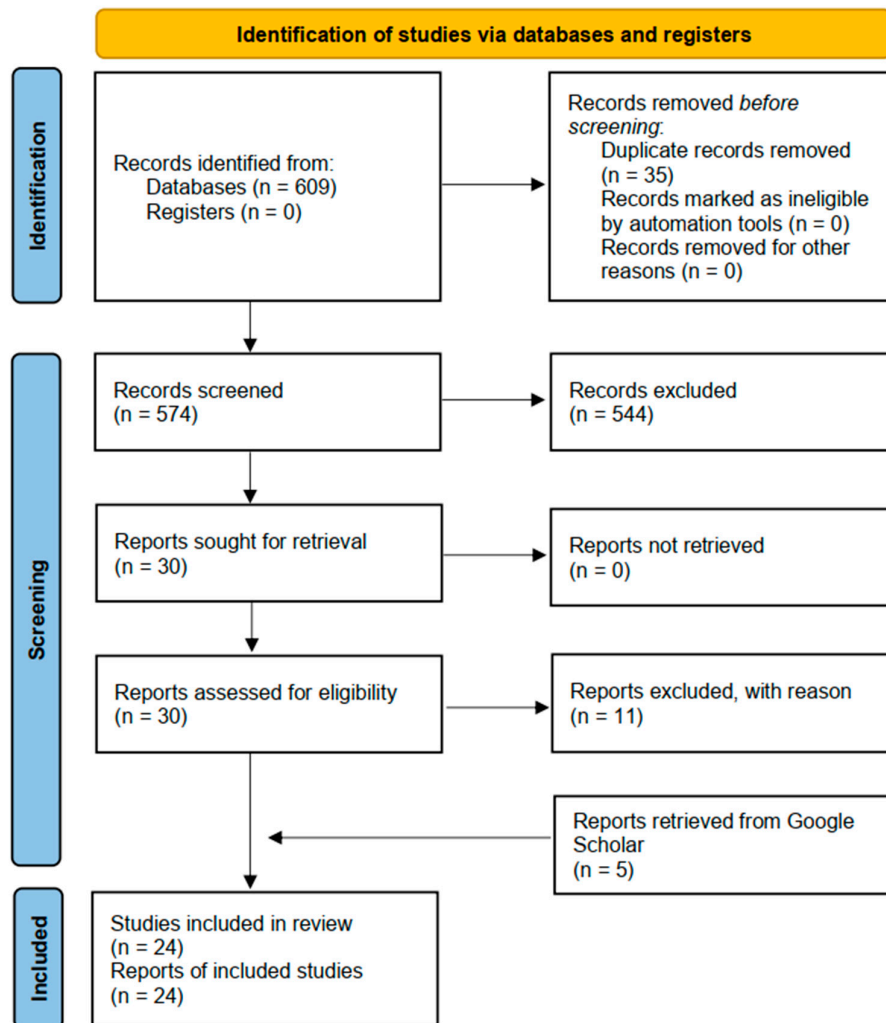 Identification of studies via databases and registers
Identification
Records identified from:
Databases (n = 609)
Registers (n = 0)
Records removed before
screening:
Duplicate records removed
(n = 35)
Records marked as ineligible
by automation tools (n = 0)
Records removed for other
reasons (n = 0)
Screening
Records screened
(n = 574)
Records excluded
(n = 544)
Reports sought for retrieval
(n = 30)
Reports not retrieved
(n = 0)
Reports assessed for eligibility
(n = 30)
Reports excluded, with reason
(n = 11)
Reports retrieved from Google
Scholar
(n = 5)
Included
Studies included in review
(n = 24)
Reports of included studies
(n = 24)